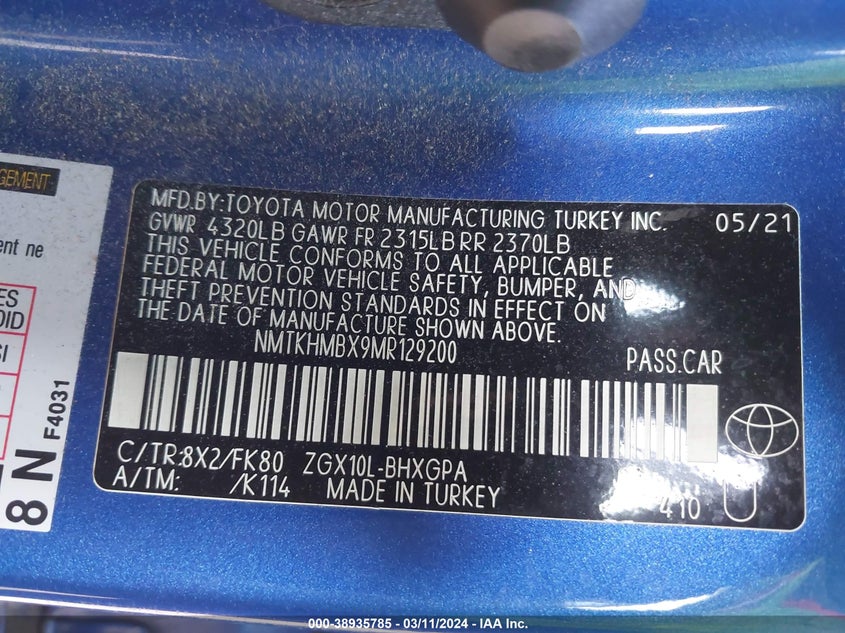 GEMENT
ent ne
ES
OID
SI
8 N
F4031
MFD.BY:TOYOTA MOTOR MANUFACTURING TURKEY INC. 05/21
GVWR 4320LB GAWR FR 2315LB RR 2370LB
THIS VEHICLE CONFORMS TO ALL APPLICABLE
FEDERAL MOTOR VEHICLE SAFETY, BUMPER, AND
THEFT PREVENTION STANDARDS IN EFFECT ON
THE DATE OF MANUFACTURE SHOWN ABOVE.
NMTKHMBX9MR129200 PASS.CAR
C/TR:8X2/FK80 ZGX10L-BHXGPA
A/TM: /K114 MADE IN TURKEY 410
000-38935785 - 03/11/2024 - IAA Inc.